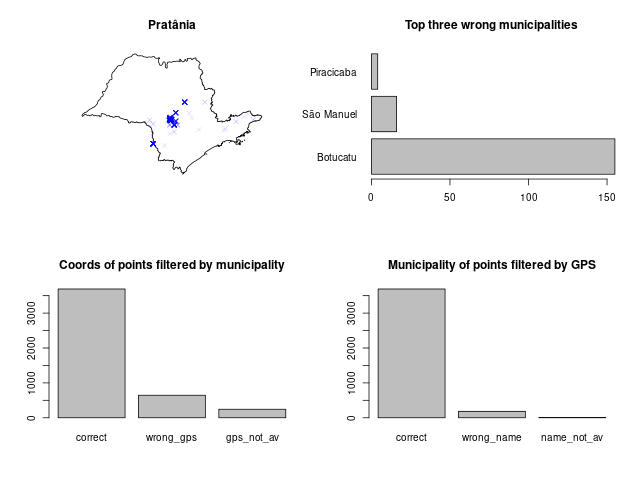 Pratânia
Top three wrong municipalities
Piracicaba
São Manuel
Botucatu
0 50 100 150
Coords of points filtered by municipality
0 1000 2000 3000
correct wrong_gps gps_not_av
Municipality of points filtered by GPS
0 1000 2000 3000
correct wrong_name name_not_av